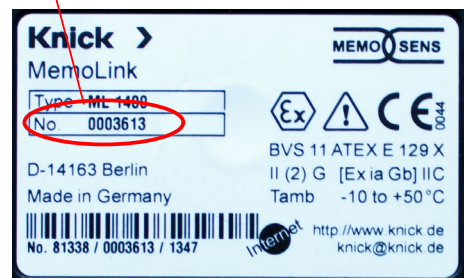 Knick >
MEMO SENS
MemoLink
Type ML 1400
No. 0003613
Ex
CE 0044
BVS 11 ATEX E 129 X
D-14163 Berlin
II (2) G [Ex ia Gb] IIC
Made in Germany
Tamb -10 to +50°C
No. 81338 / 0003613 / 1347
Internet
http://www knick.de
knick@knick.de